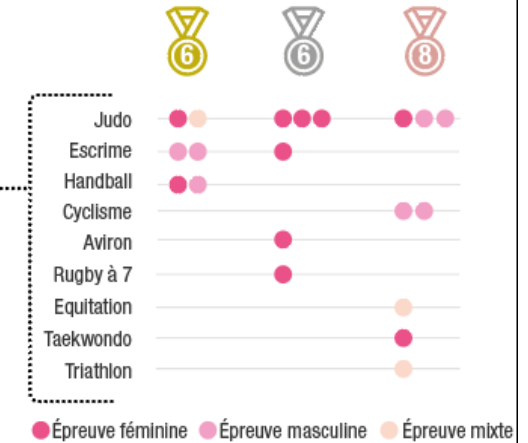 6 6 8
Judo
Escrime
Handball
Cyclisme
Aviron
Rugby à 7
Equitation
Taekwondo
Triathlon
Épreuve féminine Épreuve masculine Épreuve mixte